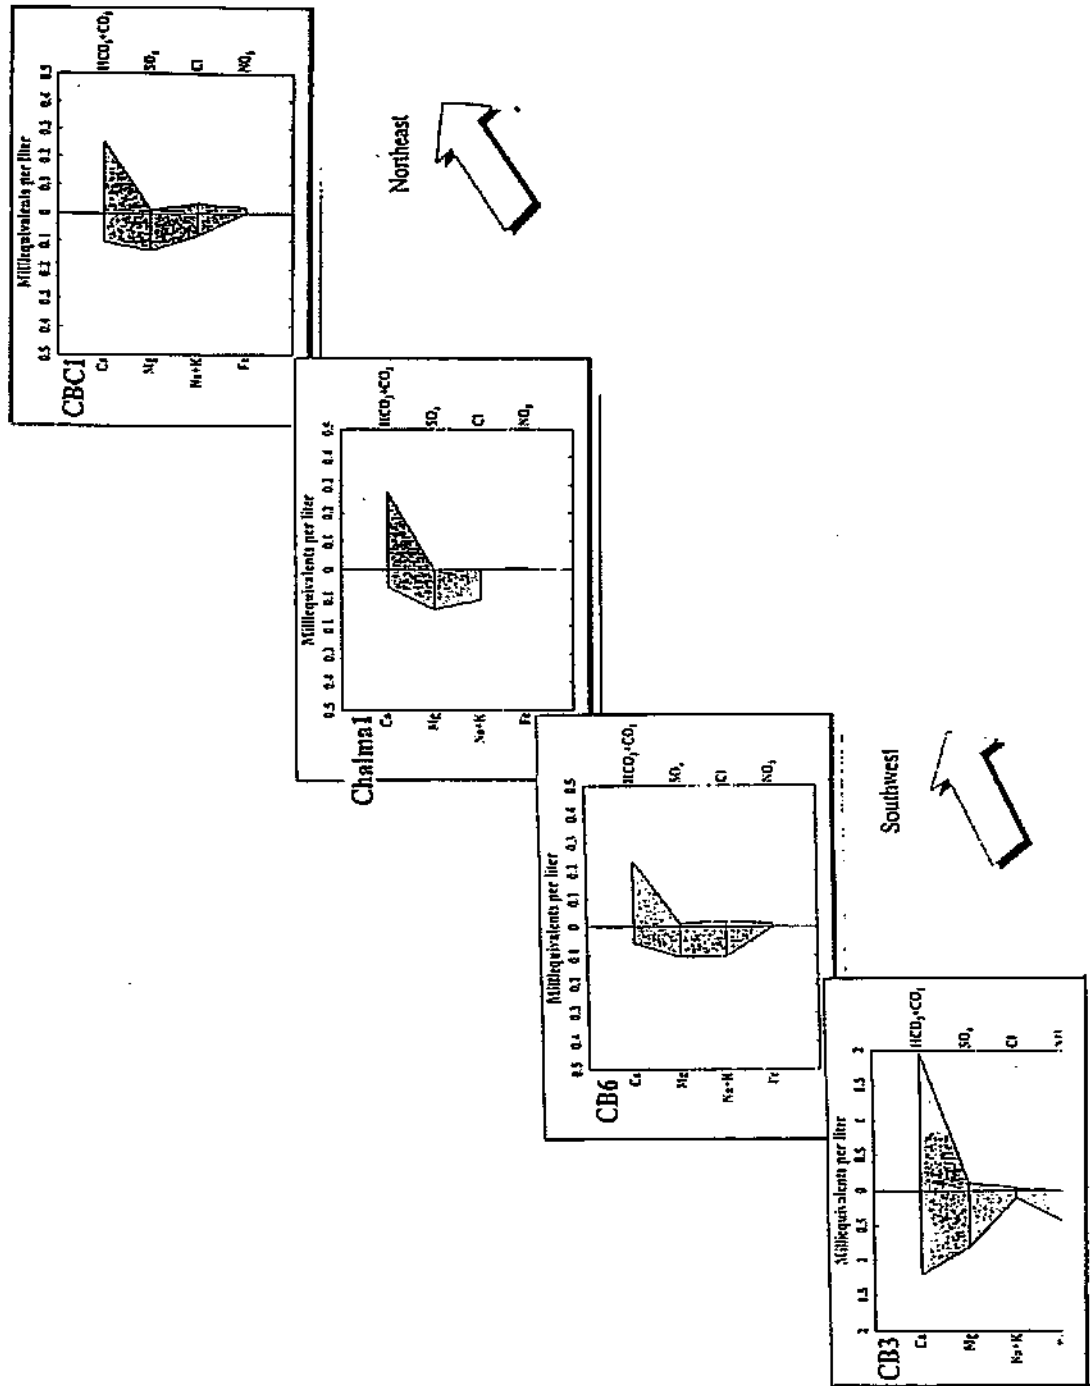 CBC1
Milliequivalents per liter
0.5 0.4 0.3 0.2 0.1 0 0.1 0.2 0.3 0.4 0.5
Ca HCO₃+CO₃
Mg SO₄
Na+K Cl
Fe NO₃
Northeast
Chalma1
Milliequivalents per liter
0.5 0.4 0.3 0.2 0.1 0 0.1 0.2 0.3 0.4 0.5
Ca HCO₃+CO₃
Mg SO₄
Na+K Cl
Fe NO₃
CB6
Milliequivalents per liter
0.5 0.4 0.3 0.2 0.1 0 0.1 0.2 0.3 0.4 0.5
Ca HCO₃+CO₃
Mg SO₄
Na+K Cl
Fe NO₃
Southwest
CB3
Milliequivalents per liter
2 1.5 1 0.5 0 0.5 1 1.5 2
Ca HCO₃+CO₃
Mg SO₄
Na+K Cl